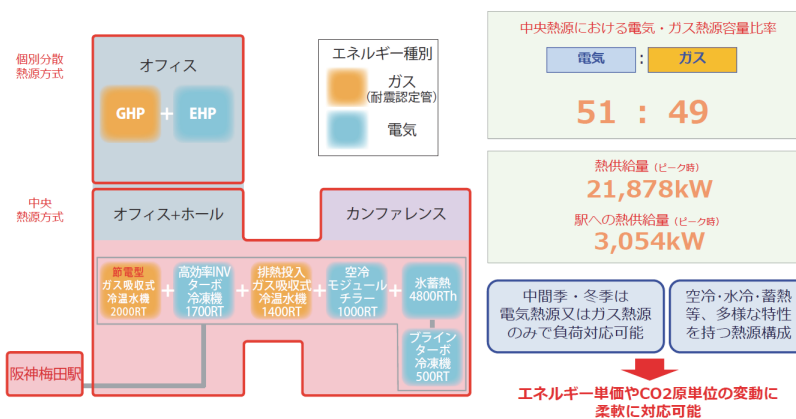 個別分散
熱源方式
オフィス
GHP
+
EHP
エネルギー種別
ガス
(耐震認定管)
電気
中央
熱源方式
オフィス+ホール
カンファレンス
節電型
ガス吸収式
冷温水機
2000RT
+
高効率INV
ターボ
冷凍機
1700RT
+
排熱投入
ガス吸収式
冷温水機
1400RT
+
空冷
モジュール
チラー
1000RT
+
氷蓄熱
4800RTh
ブライン
ターボ
冷凍機
500RT
阪神梅田駅
中央熱源における電気・ガス熱源容量比率
電気 : ガス
51 : 49
熱供給量 (ピーク時)
21,878kW
駅への熱供給量 (ピーク時)
3,054kW
中間季・冬季は
電気熱源又はガス熱源
のみで負荷対応可能
空冷・水冷・蓄熱
等、多様な特性
を持つ熱源構成
エネルギー単価やCO2原単位の変動に
柔軟に対応可能